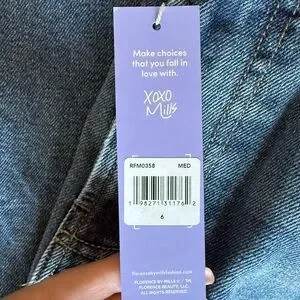 Make choices
that you fall in
love with.
XOXO
Mills
RFM0358 MED
1 98271 31176 2
6
florencebymillsfashion.com
FLORENCE BY MILLS ® / TM,
FLORENCE BEAUTY, LLC.
ALL RIGHTS RESERVED.